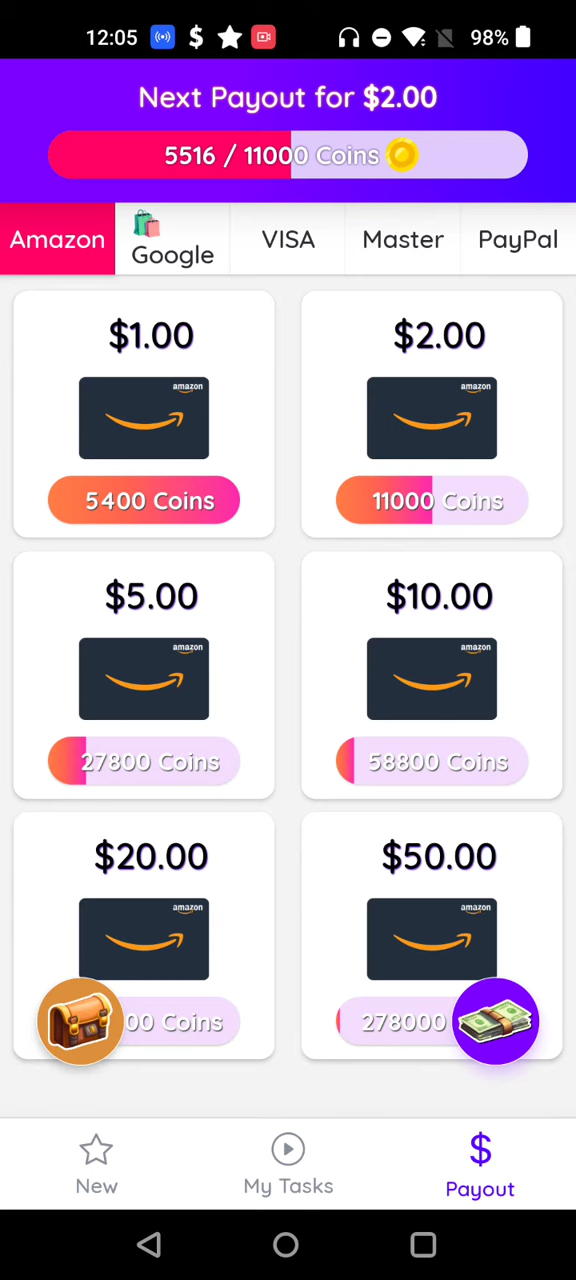 12:05
98%
Next Payout for $2.00
5516 / 11000 Coins
Amazon
Google
VISA
Master
PayPal
$1.00
$2.00
amazon
amazon
5400 Coins
11000 Coins
$5.00
$10.00
amazon
amazon
27800 Coins
58800 Coins
$20.00
$50.00
amazon
amazon
00 Coins
278000
New
My Tasks
$
Payout